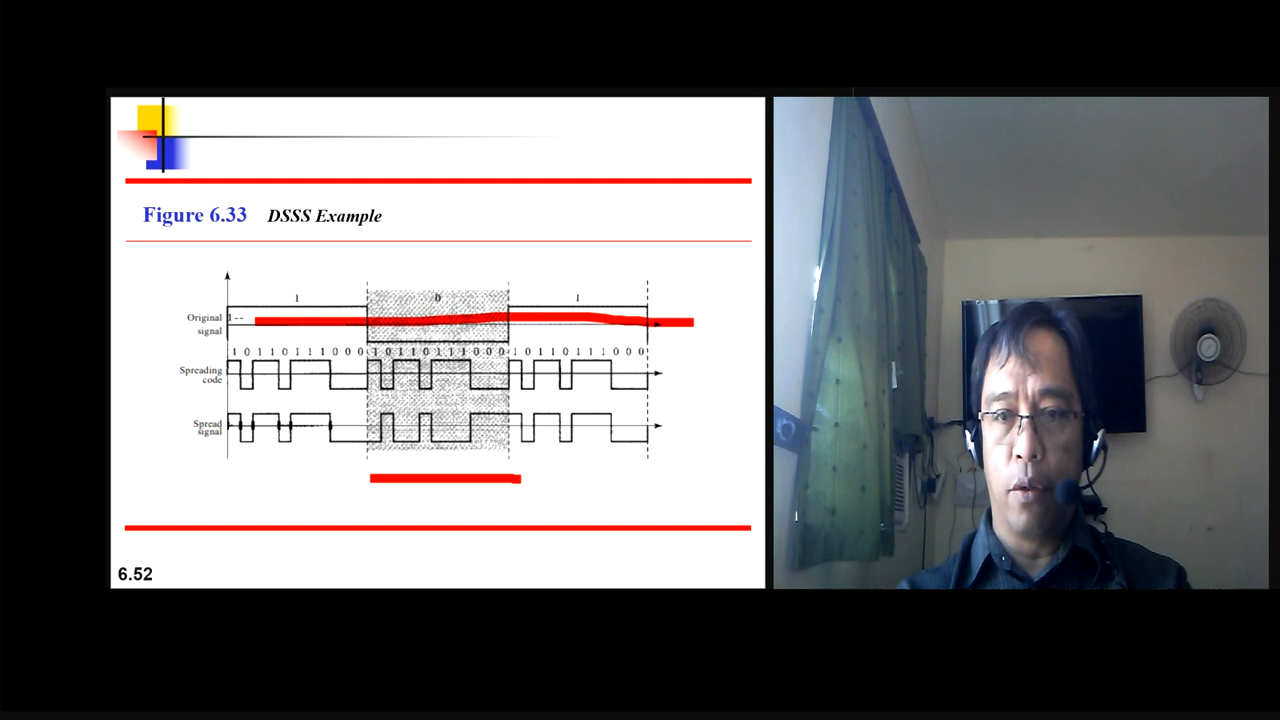 Figure 6.33 DSSS Example
1 0 1
Original 1
signal
1 0 1 1 0 1 1 1 0 0 0 1 0 1 1 0 1 1 1 0 0 0 1 0 1 1 0 1 1 1 0 0 0
Spreading
code
Spread
signal
6.52